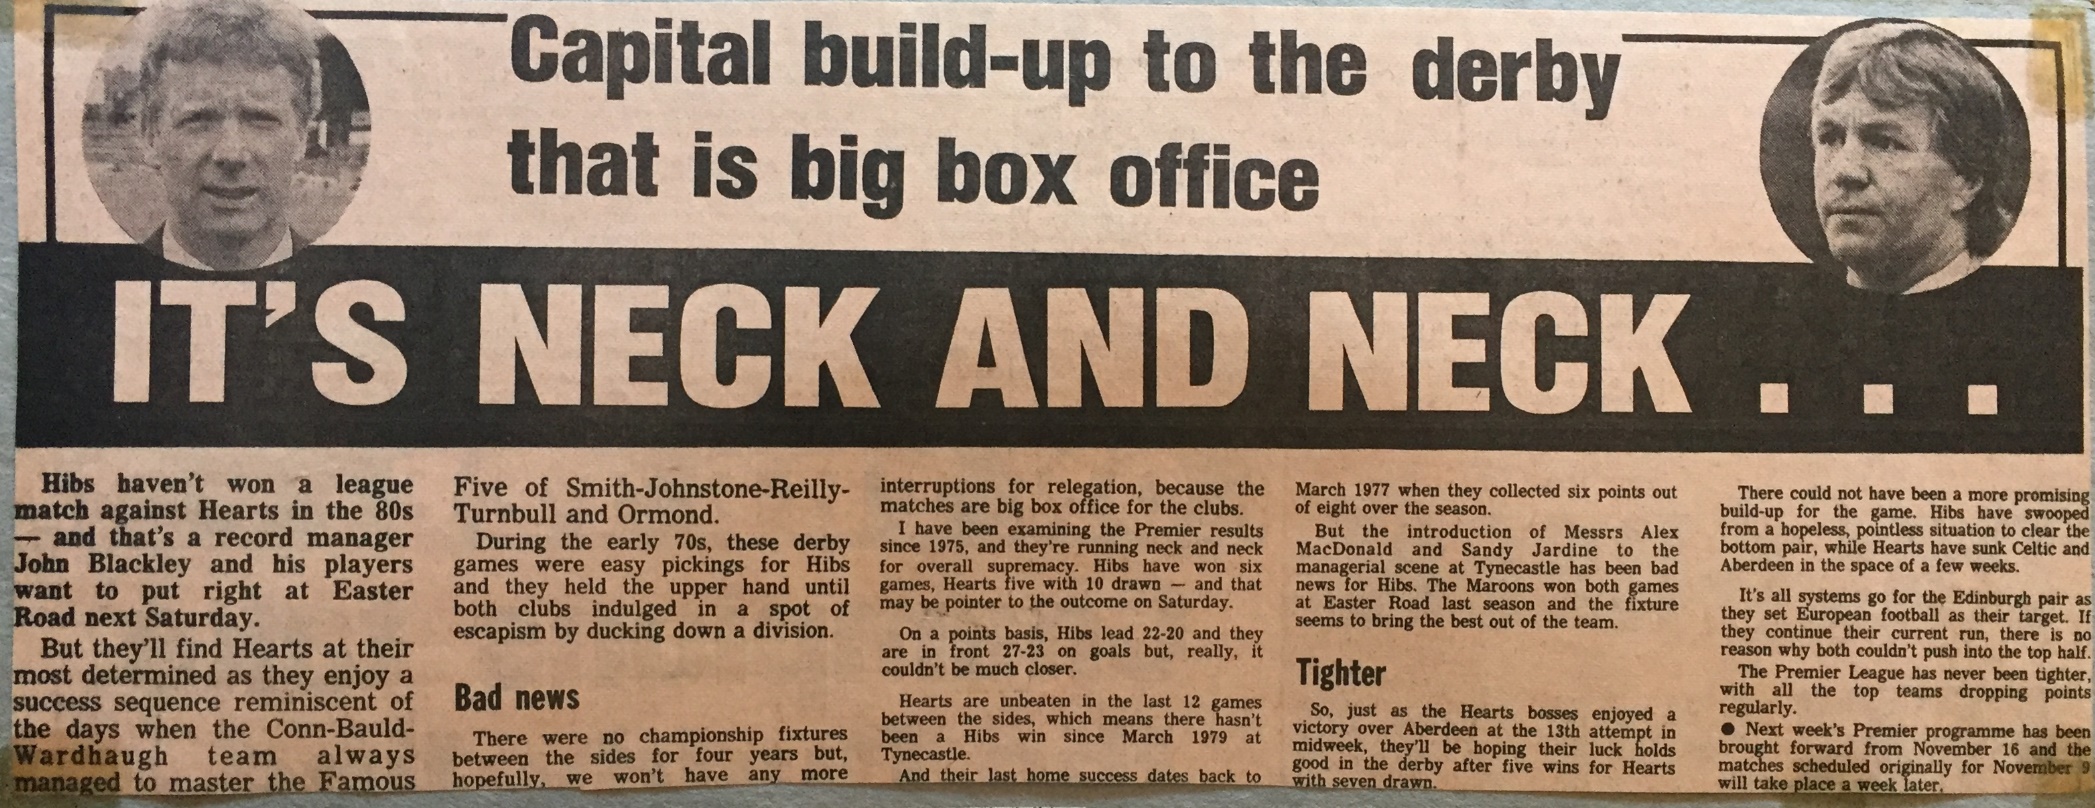 Capital build-up to the derby
that is big box office
IT'S NECK AND NECK . . .
Hibs haven't won a league
match against Hearts in the 80s
— and that's a record manager
John Blackley and his players
want to put right at Easter
Road next Saturday.
But they'll find Hearts at their
most determined as they enjoy a
success sequence reminiscent of
the days when the Conn-Bauld-
Wardhaugh team always
managed to master the Famous
Five of Smith-Johnstone-Reilly-
Turnbull and Ormond.
During the early 70s, these derby
games were easy pickings for Hibs
and they held the upper hand until
both clubs indulged in a spot of
escapism by ducking down a division.
Bad news
There were no championship fixtures
between the sides for four years but,
hopefully, we won't have any more
interruptions for relegation, because the
matches are big box office for the clubs.
I have been examining the Premier results
since 1975, and they're running neck and neck
for overall supremacy. Hibs have won six
games, Hearts five with 10 drawn — and that
may be pointer to the outcome on Saturday.
On a points basis, Hibs lead 22-20 and they
are in front 27-23 on goals but, really, it
couldn't be much closer.
Hearts are unbeaten in the last 12 games
between the sides, which means there hasn't
been a Hibs win since March 1979 at
Tynecastle.
And their last home success dates back to
March 1977 when they collected six points out
of eight over the season.
But the introduction of Messrs Alex
MacDonald and Sandy Jardine to the
managerial scene at Tynecastle has been bad
news for Hibs. The Maroons won both games
at Easter Road last season and the fixture
seems to bring the best out of the team.
Tighter
So, just as the Hearts bosses enjoyed a
victory over Aberdeen at the 13th attempt in
midweek, they'll be hoping their luck holds
good in the derby after five wins for Hearts
with seven drawn.
There could not have been a more promising
build-up for the game. Hibs have swooped
from a hopeless, pointless situation to clear the
bottom pair, while Hearts have sunk Celtic and
Aberdeen in the space of a few weeks.
It's all systems go for the Edinburgh pair as
they set European football as their target. If
they continue their current run, there is no
reason why both couldn't push into the top half.
The Premier League has never been tighter,
with all the top teams dropping points
regularly.
● Next week's Premier programme has been
brought forward from November 16 and the
matches scheduled originally for November 9
will take place a week later.